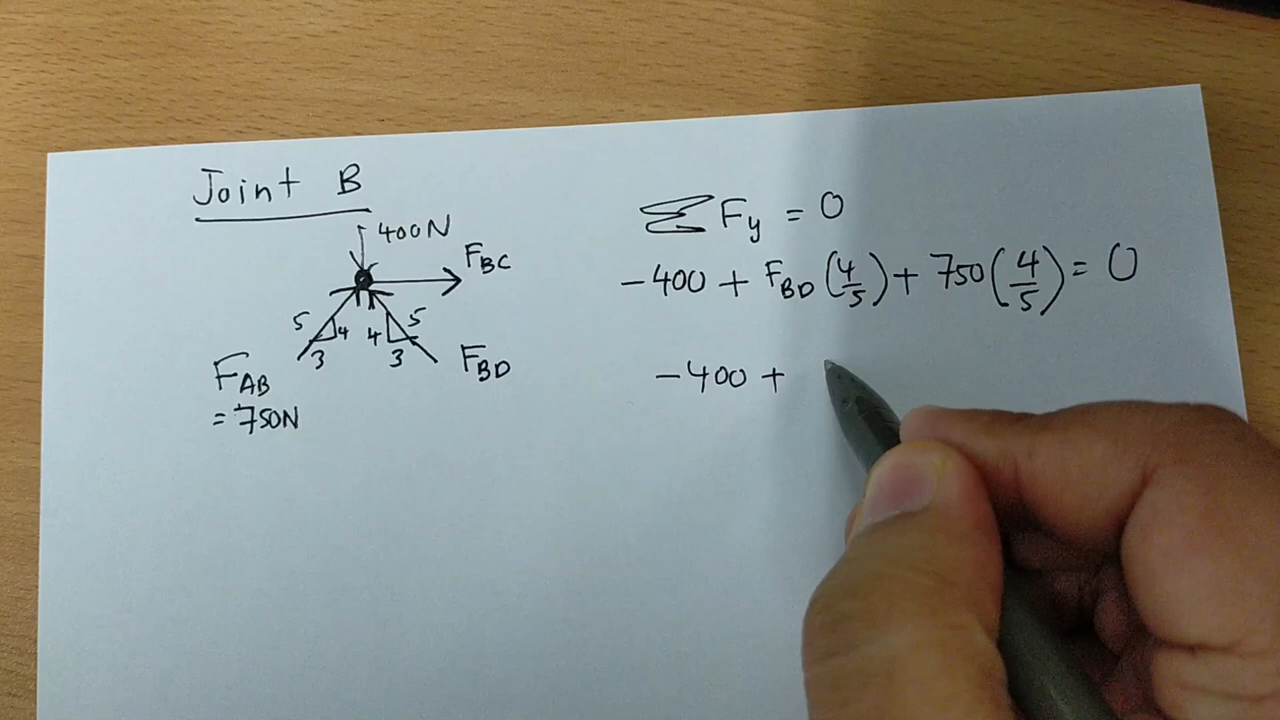 Joint B
400N
F_BC
5 4 3
4 5 3
F_AB
= 750N
F_BD
ΣF_y = 0
-400 + F_BD (4/5) + 750 (4/5) = 0
-400 +